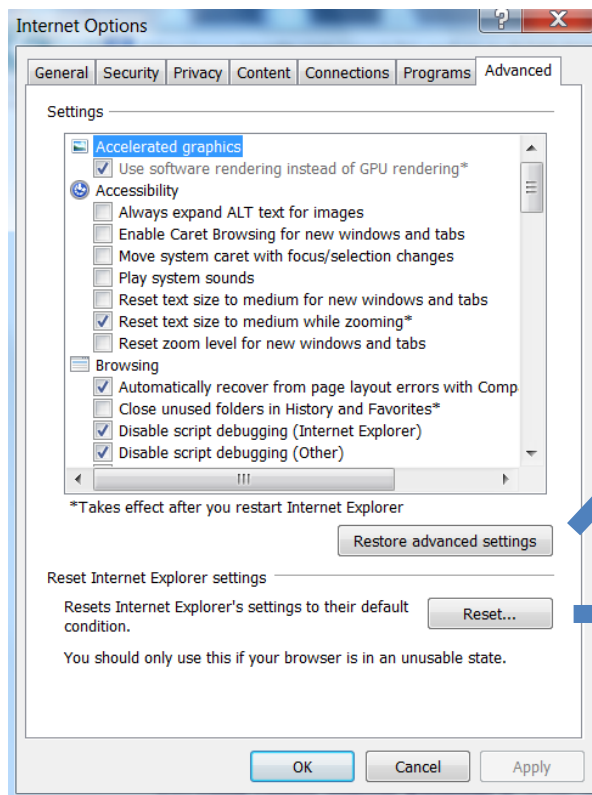 Internet Options
?
X
General Security Privacy Content Connections Programs Advanced
Settings
Accelerated graphics
Use software rendering instead of GPU rendering*
Accessibility
Always expand ALT text for images
Enable Caret Browsing for new windows and tabs
Move system caret with focus/selection changes
Play system sounds
Reset text size to medium for new windows and tabs
Reset text size to medium while zooming*
Reset zoom level for new windows and tabs
Browsing
Automatically recover from page layout errors with Comp
Close unused folders in History and Favorites*
Disable script debugging (Internet Explorer)
Disable script debugging (Other)
*Takes effect after you restart Internet Explorer
Restore advanced settings
Reset Internet Explorer settings
Resets Internet Explorer's settings to their default
condition.
Reset...
You should only use this if your browser is in an unusable state.
OK Cancel Apply